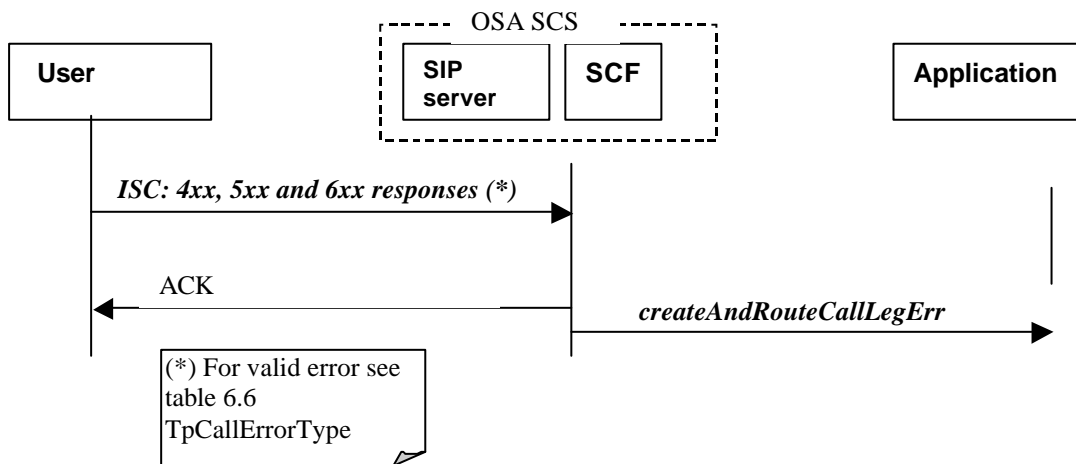 OSA SCS
User
SIP
server
SCF
Application
ISC: 4xx, 5xx and 6xx responses (*)
ACK
createAndRouteCallLegErr
(*) For valid error see
table 6.6
TpCallErrorType